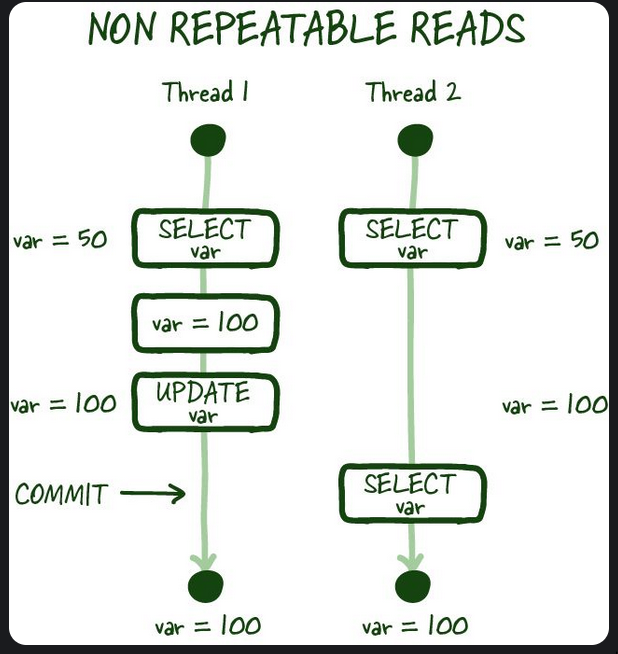 NON REPEATABLE READS
Thread 1
Thread 2
var = 50
SELECT
var
SELECT
var
var = 50
var = 100
var = 100
UPDATE
var
var = 100
COMMIT
SELECT
var
var = 100
var = 100